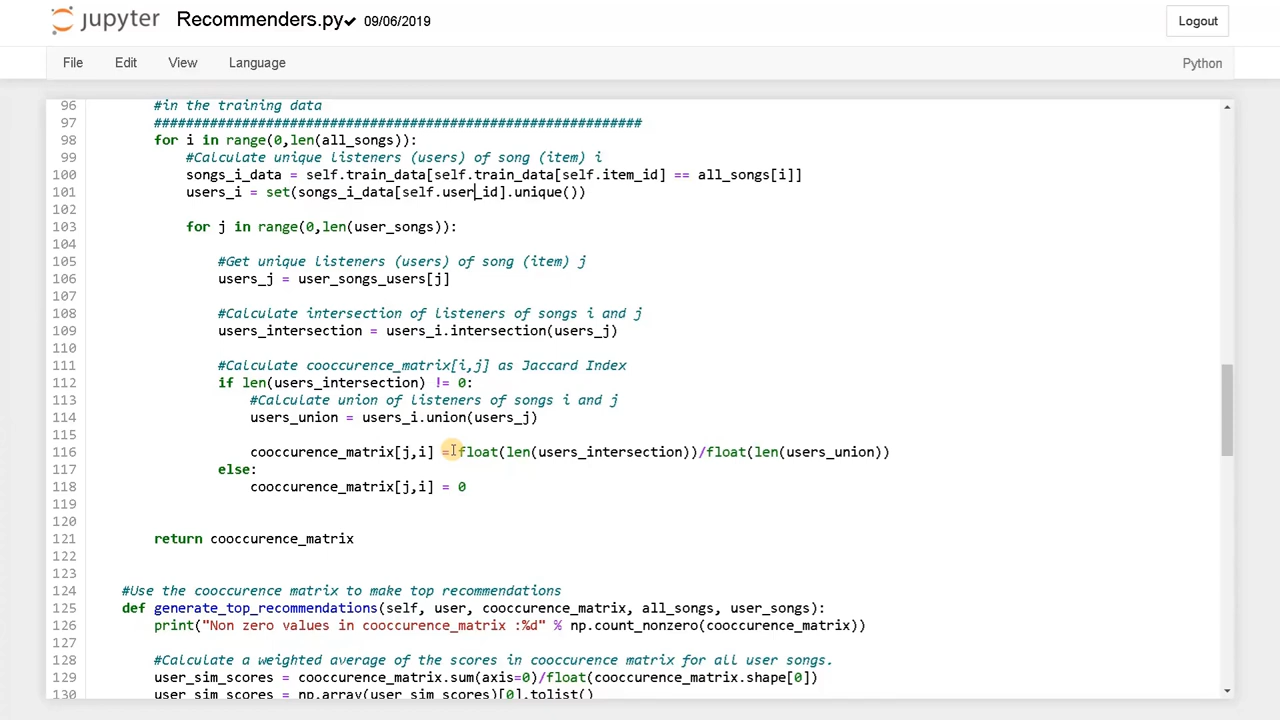 jupyter Recommenders.py✔ 09/06/2019 Logout
File Edit View Language Python
96 #in the training data
97 #############################################################
98 for i in range(0,len(all_songs)):
99 #Calculate unique listeners (users) of song (item) i
100 songs_i_data = self.train_data[self.train_data[self.item_id] == all_songs[i]]
101 users_i = set(songs_i_data[self.user_id].unique())
102
103 for j in range(0,len(user_songs)):
104
105 #Get unique listeners (users) of song (item) j
106 users_j = user_songs_users[j]
107
108 #Calculate intersection of listeners of songs i and j
109 users_intersection = users_i.intersection(users_j)
110
111 #Calculate cooccurence_matrix[i,j] as Jaccard Index
112 if len(users_intersection) != 0:
113 #Calculate union of listeners of songs i and j
114 users_union = users_i.union(users_j)
115
116 cooccurence_matrix[j,i] = float(len(users_intersection))/float(len(users_union))
117 else:
118 cooccurence_matrix[j,i] = 0
119
120
121 return cooccurence_matrix
122
123
124 #Use the cooccurence matrix to make top recommendations
125 def generate_top_recommendations(self, user, cooccurence_matrix, all_songs, user_songs):
126 print("Non zero values in cooccurence_matrix :%d" % np.count_nonzero(cooccurence_matrix))
127
128 #Calculate a weighted average of the scores in cooccurence matrix for all user songs.
129 user_sim_scores = cooccurence_matrix.sum(axis=0)/float(cooccurence_matrix.shape[0])
130 user_sim_scores = np.array(user_sim_scores)[0].tolist()